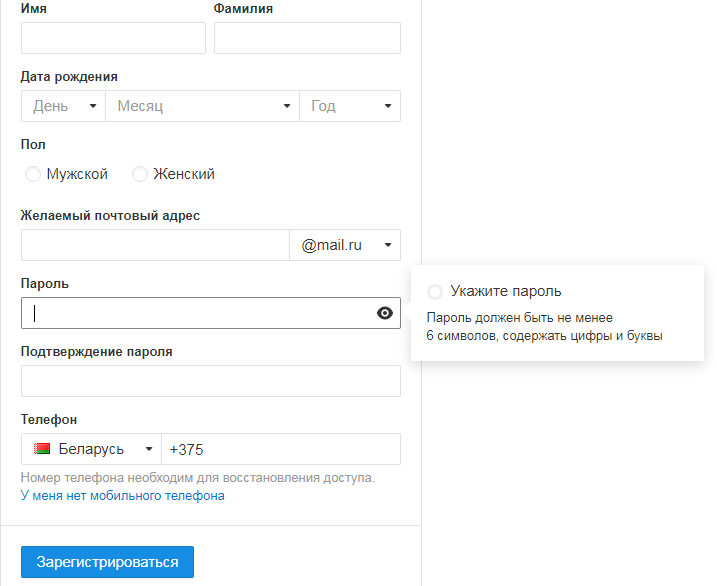 Имя Фамилия
Дата рождения
День Месяц Год
Пол
Мужской Женский
Желаемый почтовый адрес
@mail.ru
Пароль
Укажите пароль
Пароль должен быть не менее
6 символов, содержать цифры и буквы
Подтверждение пароля
Телефон
Беларусь +375
Номер телефона необходим для восстановления доступа.
У меня нет мобильного телефона
Зарегистрироваться